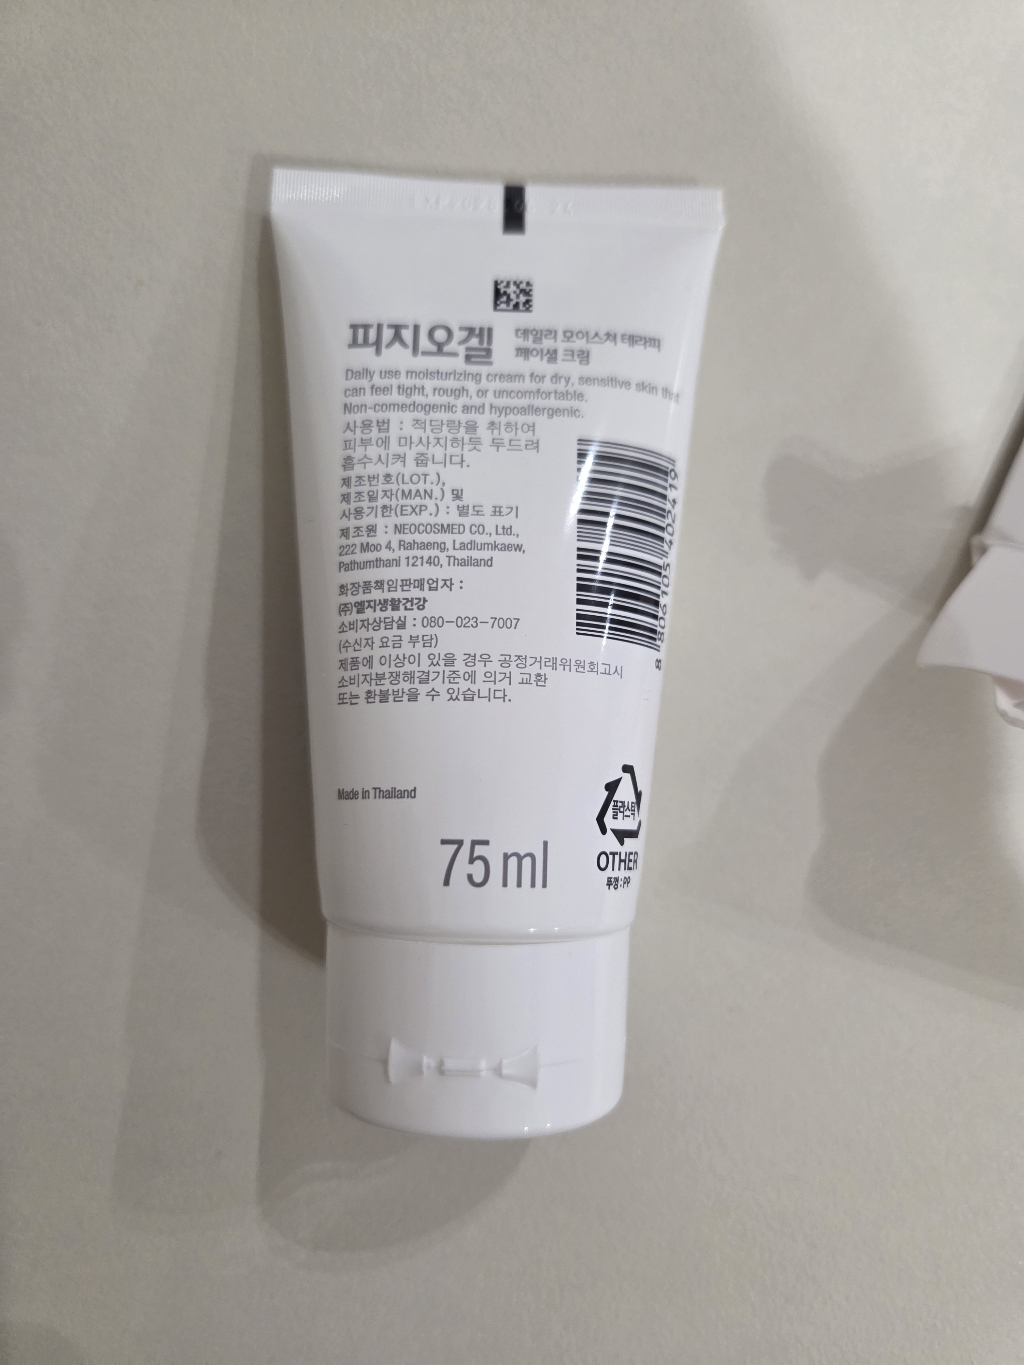 피지오겔
데일리 모이스쳐 테라피
페이셜 크림
Daily use moisturizing cream for dry, sensitive skin that
can feel tight, rough, or uncomfortable.
Non-comedogenic and hypoallergenic.
사용법 : 적당량을 취하여
피부에 마사지하듯 두드려
흡수시켜 줍니다.
제조번호(LOT.),
제조일자(MAN.) 및
사용기한(EXP.) : 별도 표기
제조원 : NEOCOSMED CO., Ltd.,
222 Moo 4, Rahaeng, Ladlumkaew,
Pathumthani 12140, Thailand
화장품책임판매업자 :
(주)엘지생활건강
소비자상담실 : 080-023-7007
(수신자 요금 부담)
제품에 이상이 있을 경우 공정거래위원회고시
소비자분쟁해결기준에 의거 교환
또는 환불받을 수 있습니다.
8 806105 402419
Made in Thailand
75 ml
플라스틱
OTHER
뚜껑 : PP